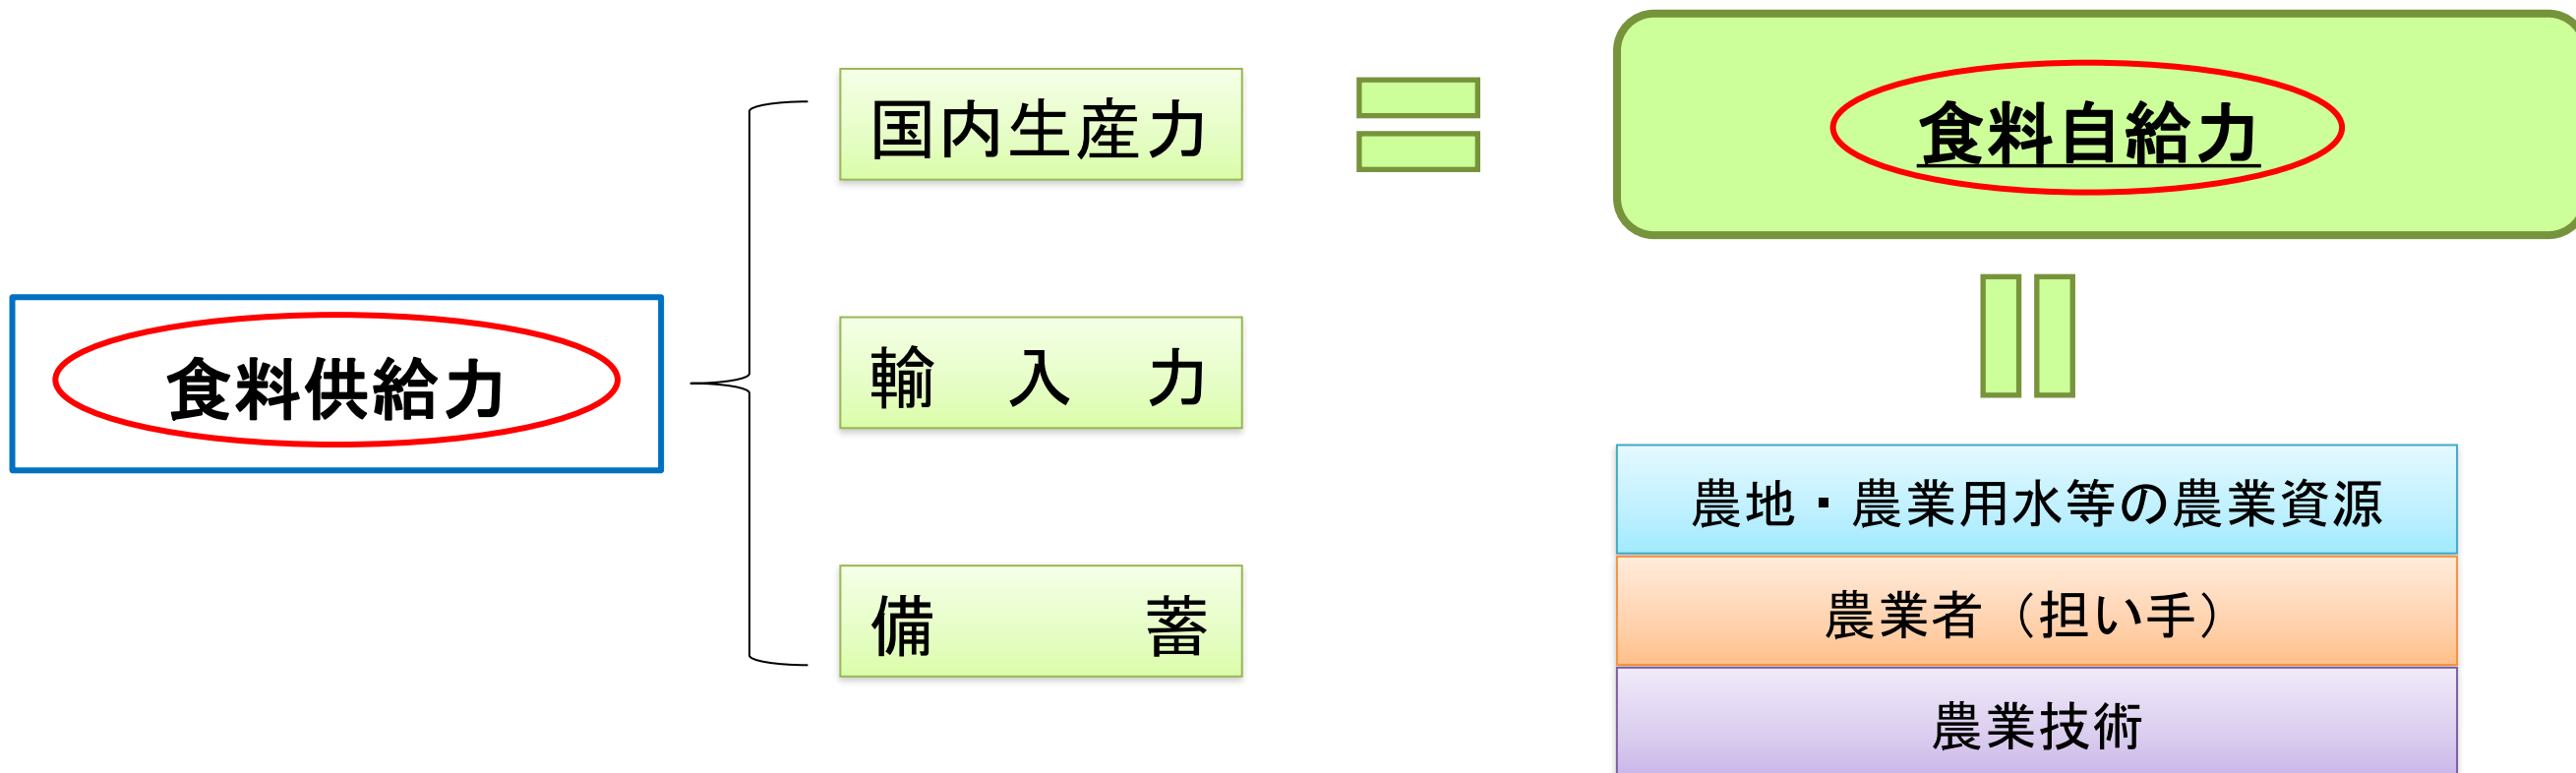 食料供給力
国内生産力
輸入力
備蓄
食料自給力
農地・農業用水等の農業資源
農業者（担い手）
農業技術